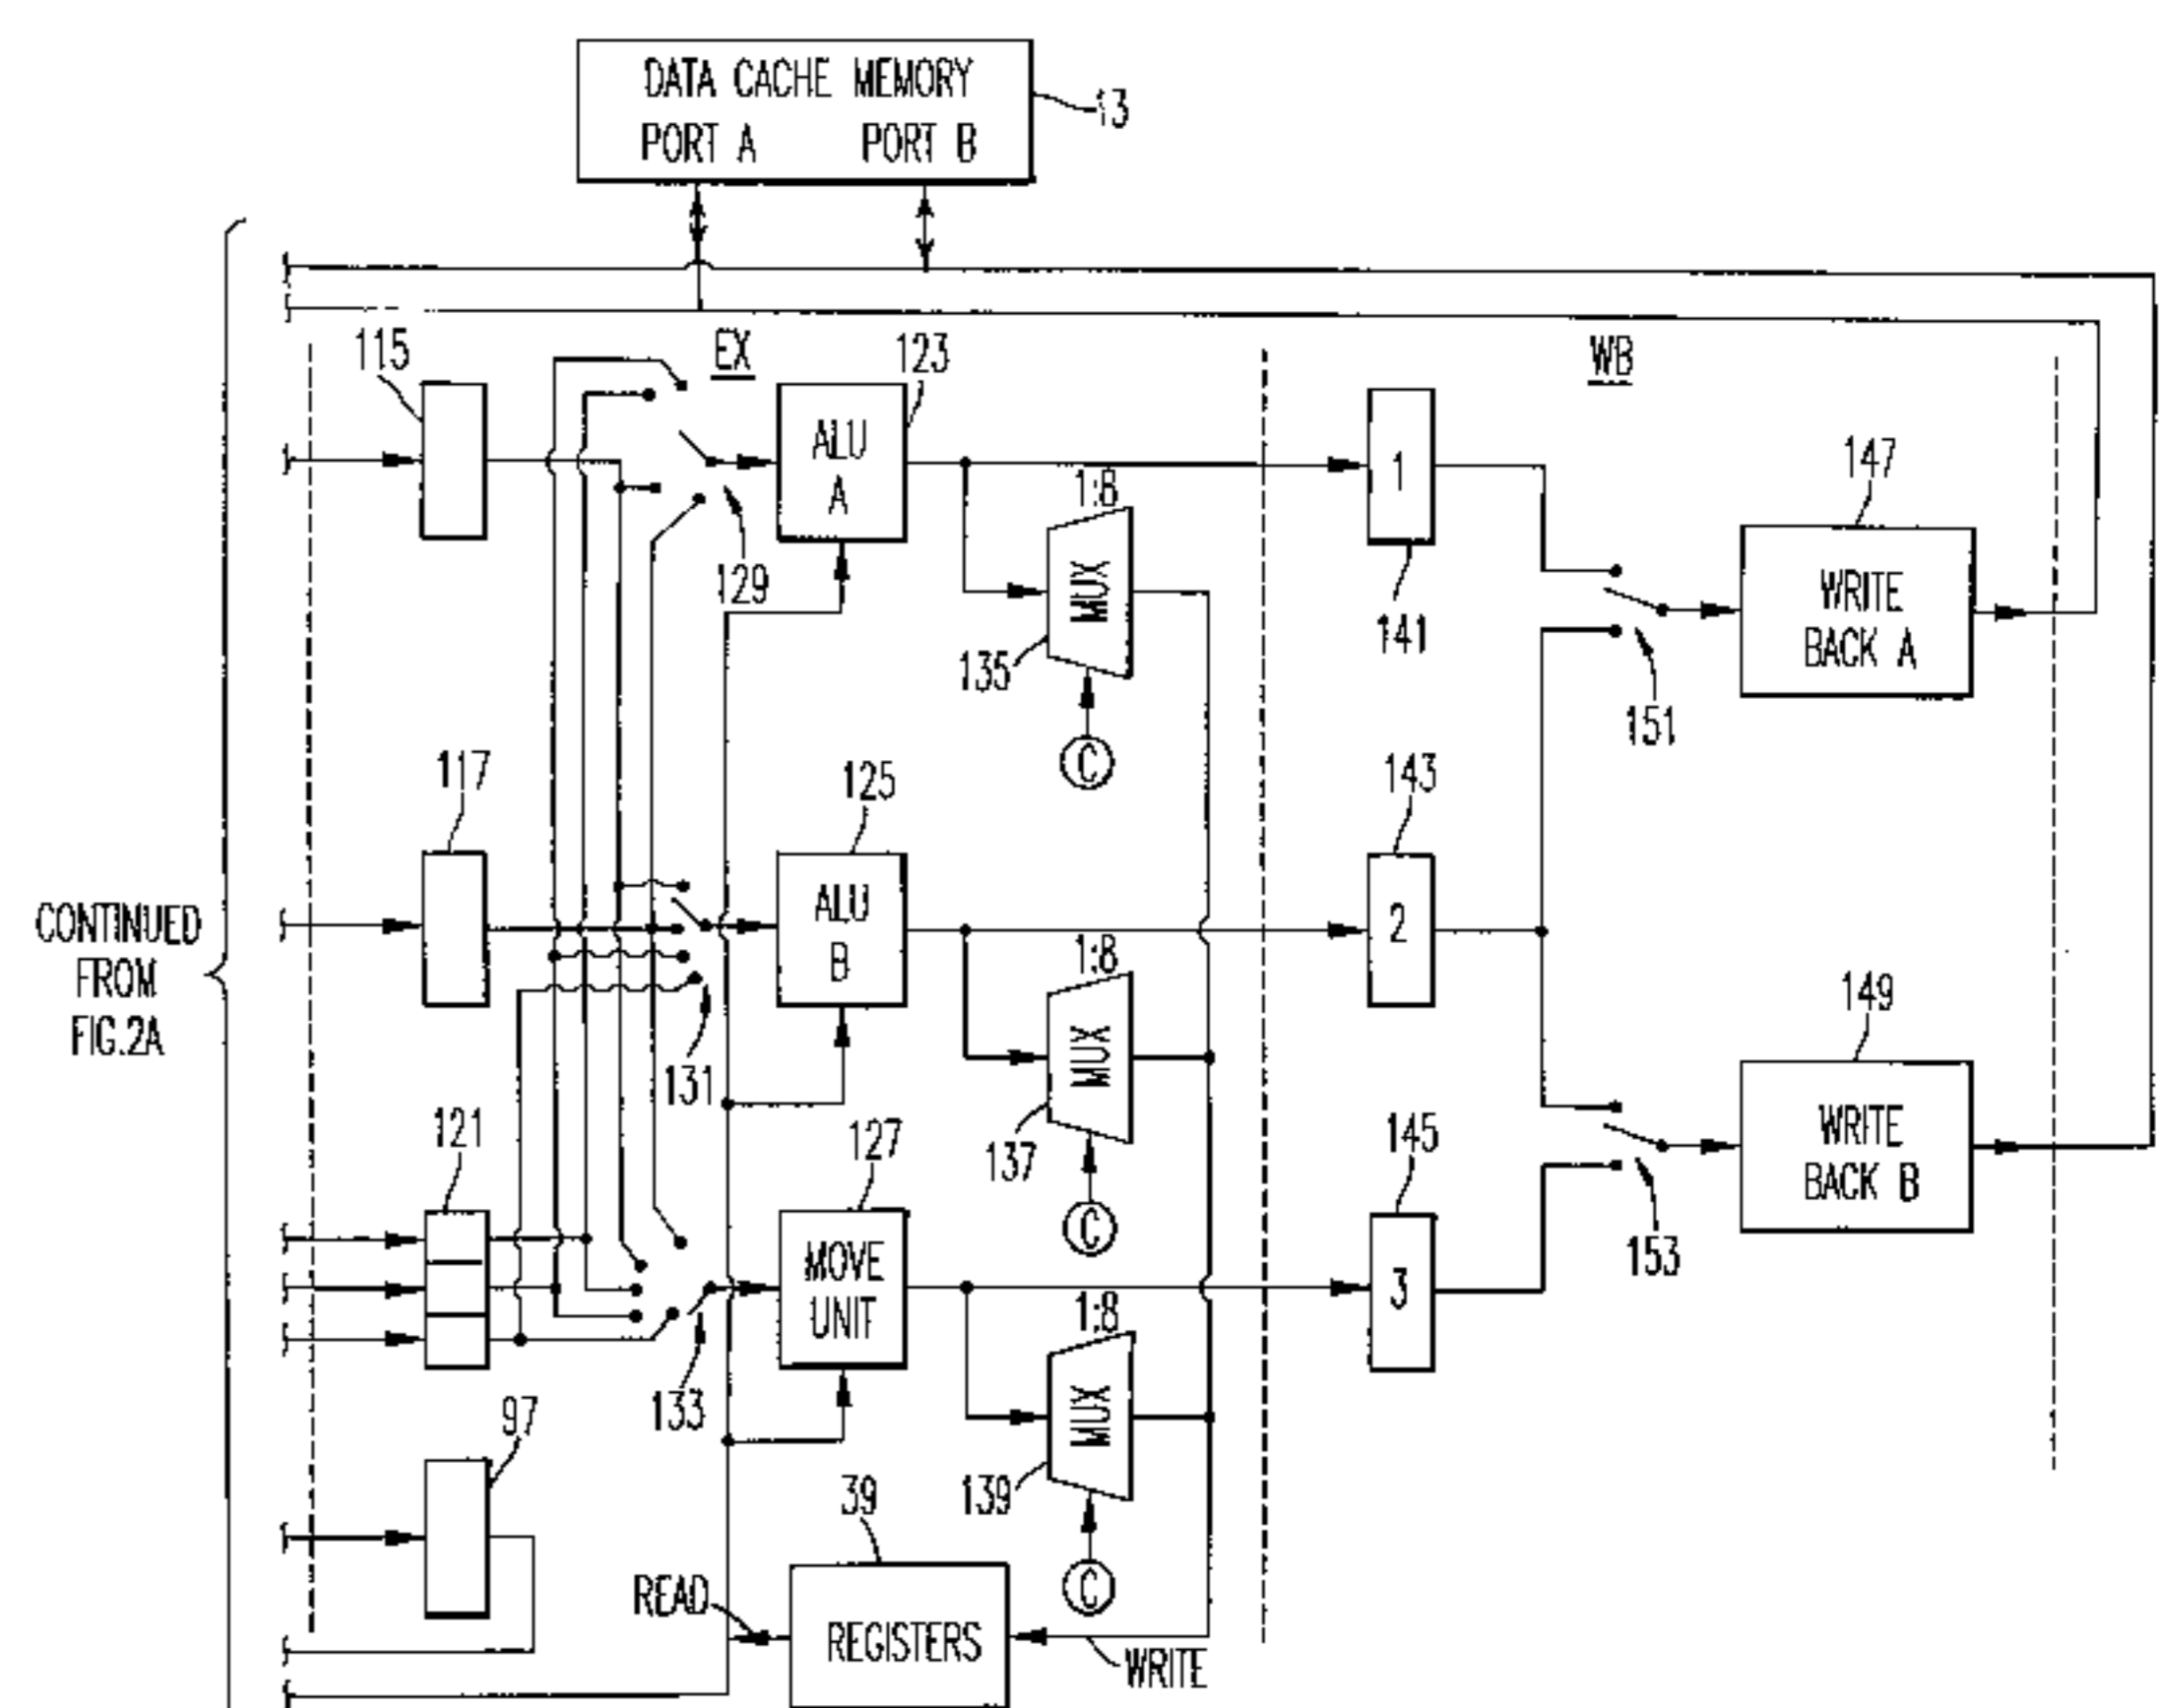 DATA CACHE MEMORY
PORT A PORT B
13
115
EX
123
WB
ALU
A
1:8
1
147
129
MUX
WRITE
BACK A
135
141
151
C
117
125
143
ALU
B
1:8
2
CONTINUED
FROM
FIG.2A
149
131
MUX
121
127
137
145
WRITE
BACK B
C
153
MOVE
UNIT
1:8
3
133
MUX
97
39
139
READ
C
REGISTERS
WRITE